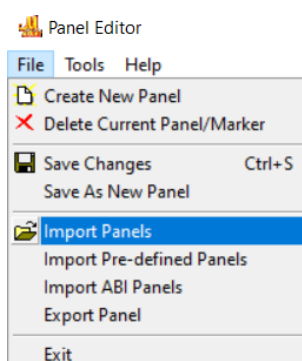 Panel Editor
File Tools Help
Create New Panel
Delete Current Panel/Marker
Save Changes Ctrl+S
Save As New Panel
Import Panels
Import Pre-defined Panels
Import ABI Panels
Export Panel
Exit